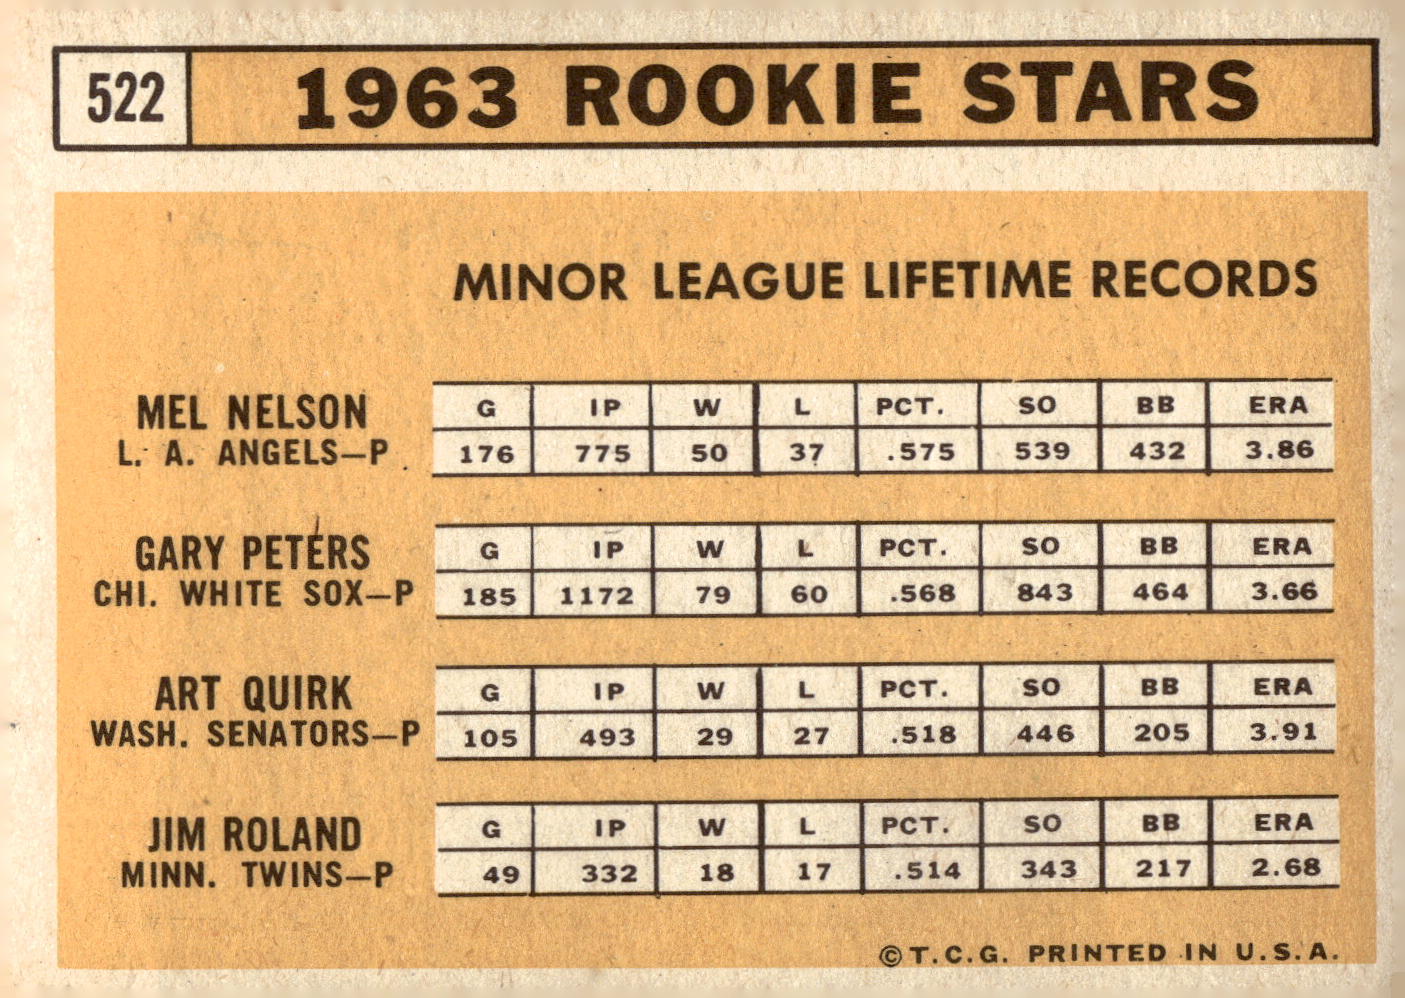 522 1963 ROOKIE STARS
MINOR LEAGUE LIFETIME RECORDS
MEL NELSON G IP W L PCT. SO BB ERA
L. A. ANGELS—P 176 775 50 37 .575 539 432 3.86
GARY PETERS G IP W L PCT. SO BB ERA
CHI. WHITE SOX—P 185 1172 79 60 .568 843 464 3.66
ART QUIRK G IP W L PCT. SO BB ERA
WASH. SENATORS—P 105 493 29 27 .518 446 205 3.91
JIM ROLAND G IP W L PCT. SO BB ERA
MINN. TWINS—P 49 332 18 17 .514 343 217 2.68
©T.C.G. PRINTED IN U.S.A.